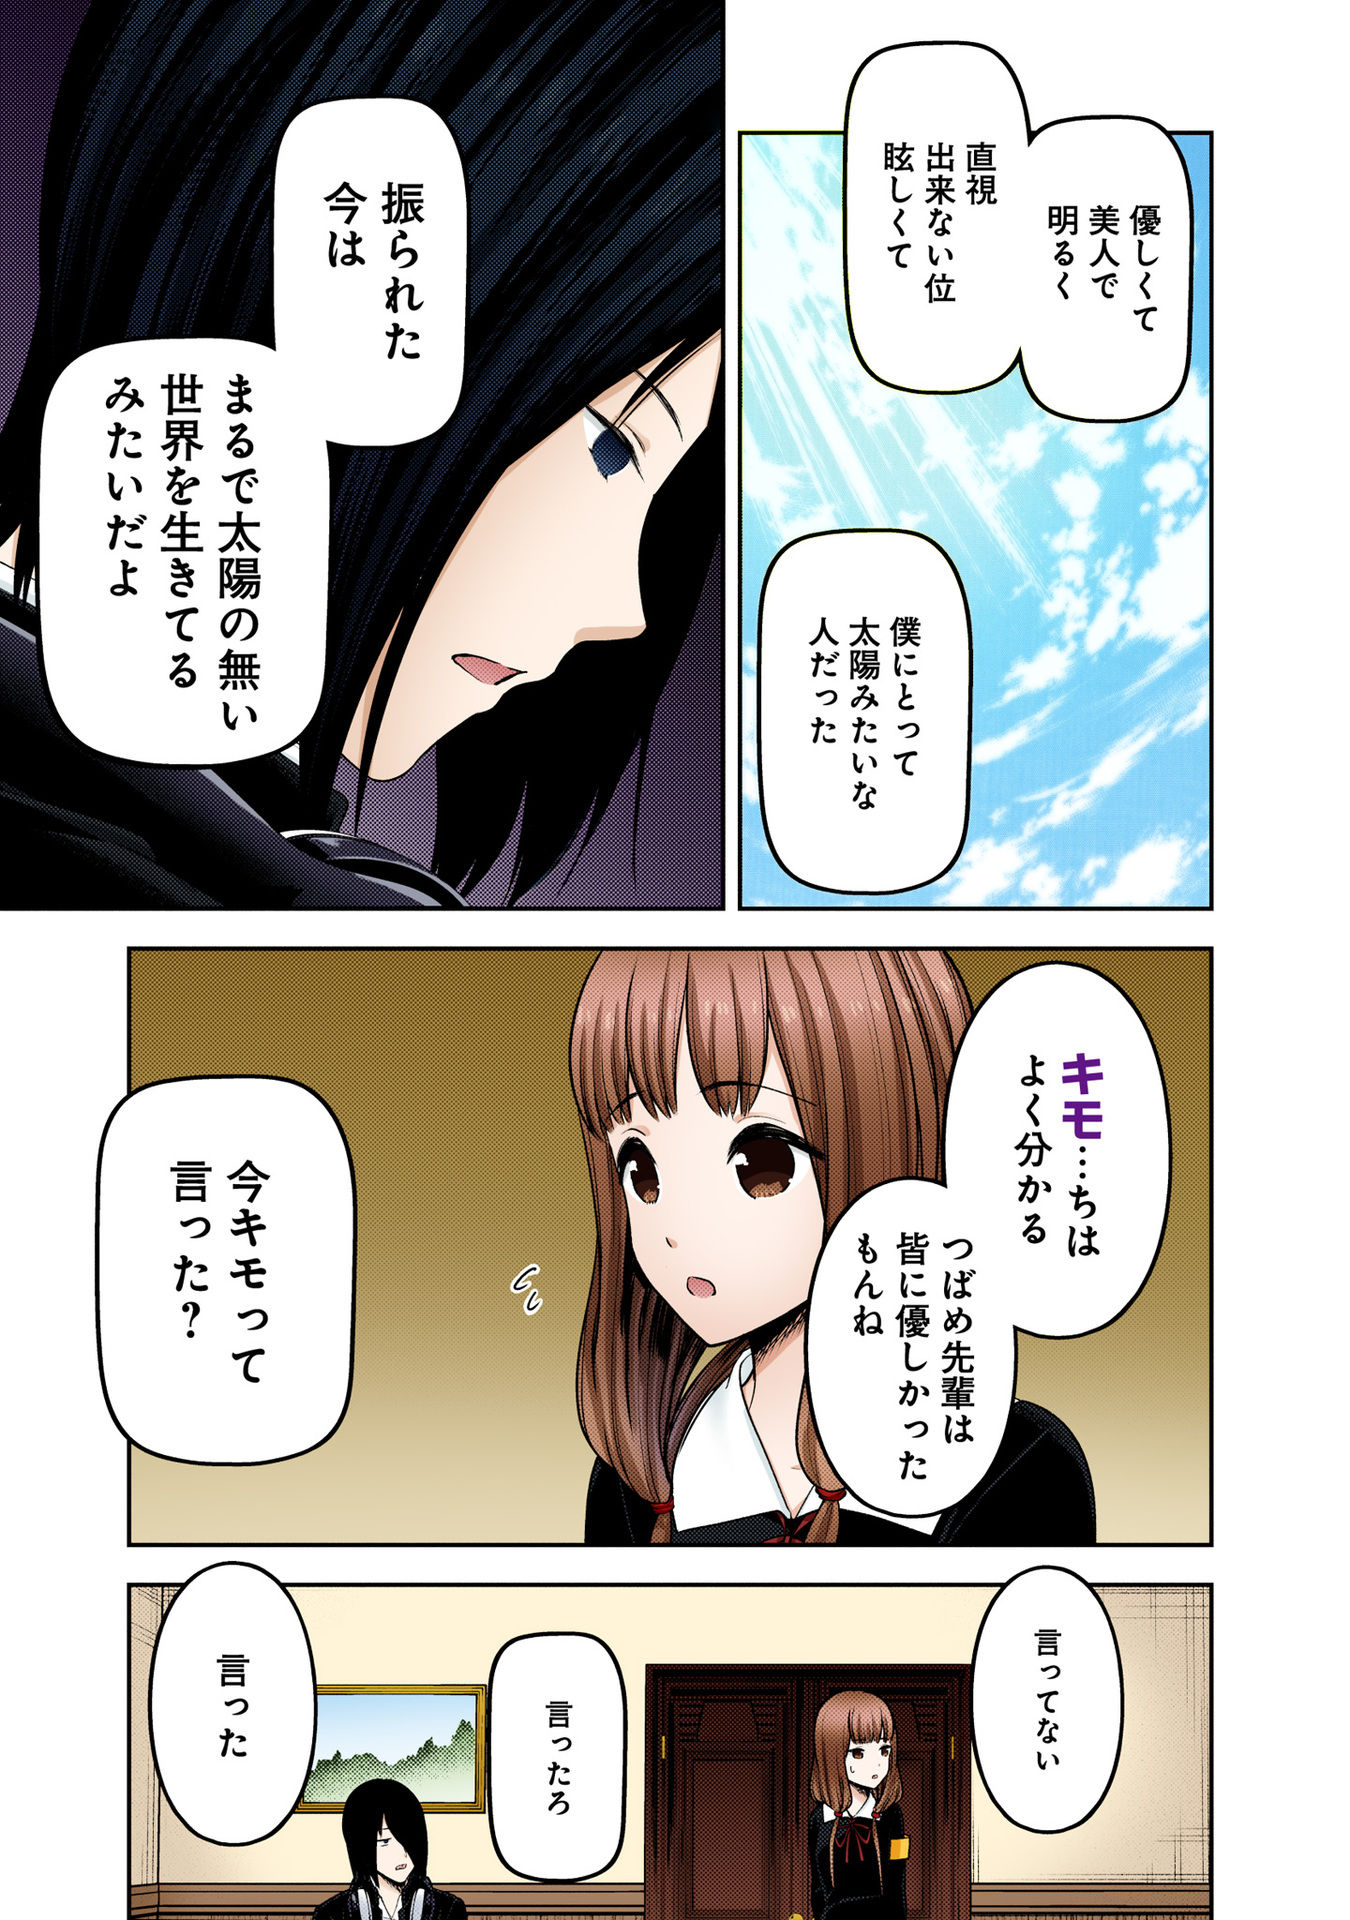 優しくて
美人で
明るく
直視
出来ない位
眩しくて
僕にとって
太陽みたいな
人だった
振られた
今は
まるで太陽の無い
世界を生きてる
みたいだよ
キモ…ちは
よく分かる
つばめ先輩は
皆に優しかった
もんね
今キモって
言った?
言ってない
言ったろ
言った